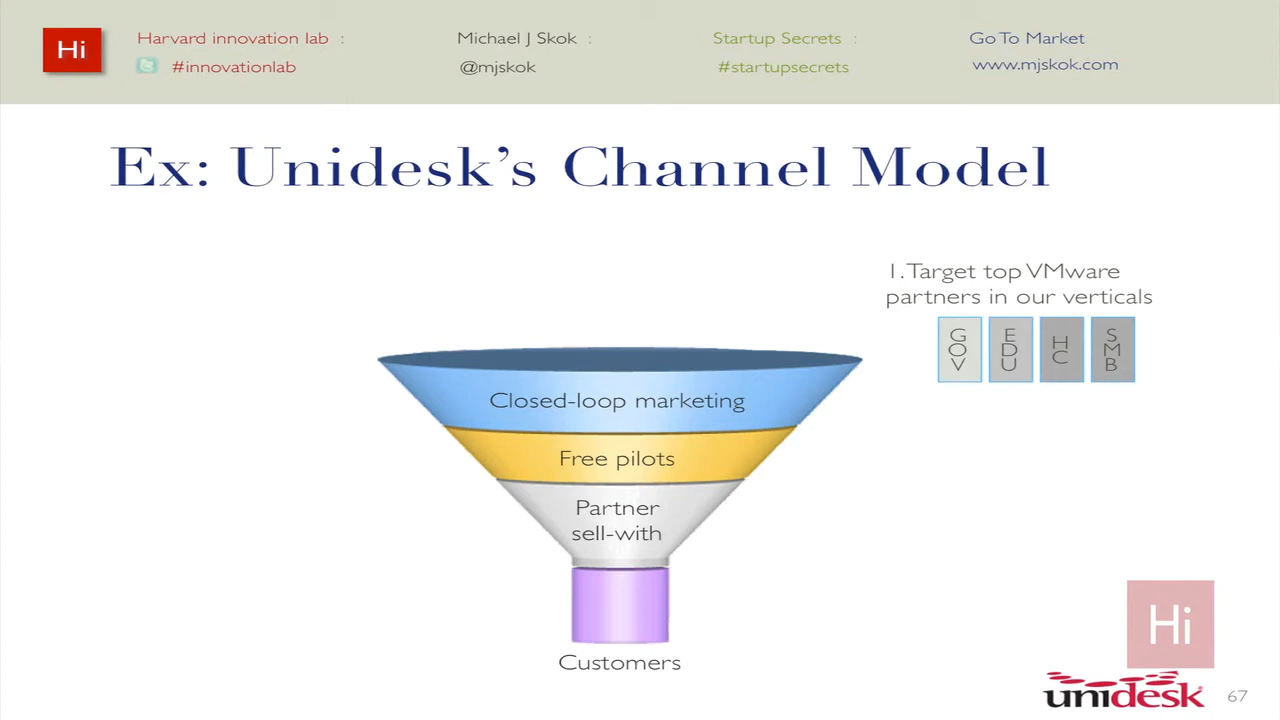 Hi
Harvard innovation lab :
#innovationlab
Michael J Skok :
@mjskok
Startup Secrets :
#startupsecrets
Go To Market
www.mjskok.com
Ex: Unidesk's Channel Model
1. Target top VMware
partners in our verticals
GOV
EDU
HC
SMB
Closed-loop marketing
Free pilots
Partner
sell-with
Customers
Hi
unidesk
67